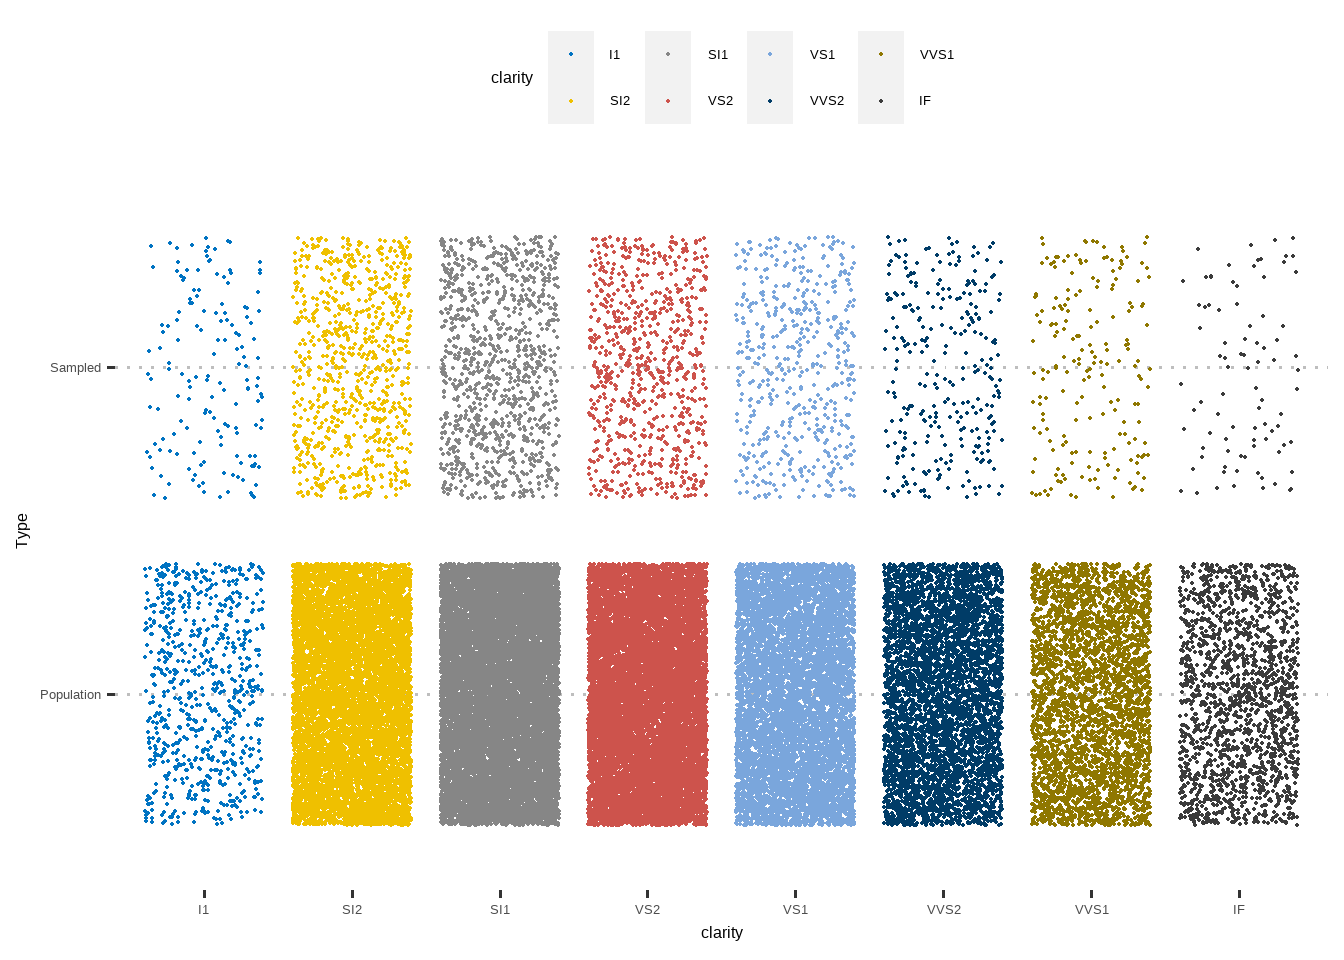 clarity
I1 SI1 VS1 VVS1
SI2 VS2 VVS2 IF
Sampled
Type
Population
I1 SI2 SI1 VS2 VS1 VVS2 VVS1 IF
clarity